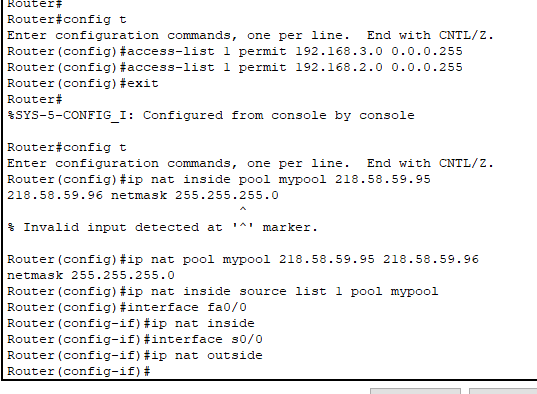 Router#
Router#config t
Enter configuration commands, one per line.  End with CNTL/Z.
Router(config)#access-list 1 permit 192.168.3.0 0.0.0.255
Router(config)#access-list 1 permit 192.168.2.0 0.0.0.255
Router(config)#exit
Router#
%SYS-5-CONFIG_I: Configured from console by console

Router#config t
Enter configuration commands, one per line.  End with CNTL/Z.
Router(config)#ip nat inside pool mypool 218.58.59.95
218.58.59.96 netmask 255.255.255.0
^
% Invalid input detected at '^' marker.

Router(config)#ip nat pool mypool 218.58.59.95 218.58.59.96
netmask 255.255.255.0
Router(config)#ip nat inside source list 1 pool mypool
Router(config)#interface fa0/0
Router(config-if)#ip nat inside
Router(config-if)#interface s0/0
Router(config-if)#ip nat outside
Router(config-if)#